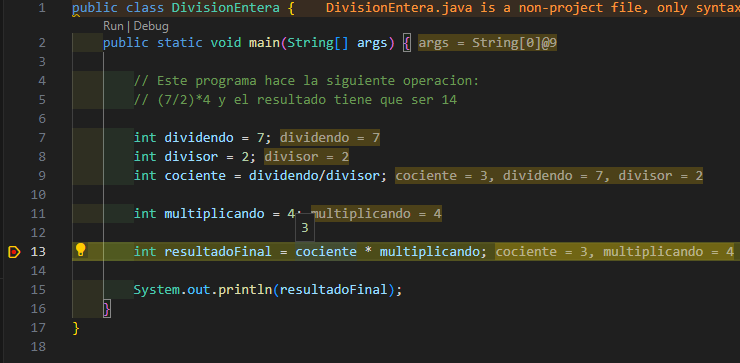 1 public class DivisionEntera { DivisionEntera.java is a non-project file, only syntax
Run | Debug
2 public static void main(String[] args) { args = String[0]@9
3
4 // Este programa hace la siguiente operacion:
5 // (7/2)*4 y el resultado tiene que ser 14
6
7 int dividendo = 7; dividendo = 7
8 int divisor = 2; divisor = 2
9 int cociente = dividendo/divisor; cociente = 3, dividendo = 7, divisor = 2
10
11 int multiplicando = 4; multiplicando = 4
3
13 int resultadoFinal = cociente * multiplicando; cociente = 3, multiplicando = 4
14
15 System.out.println(resultadoFinal);
16 }
17 }
18